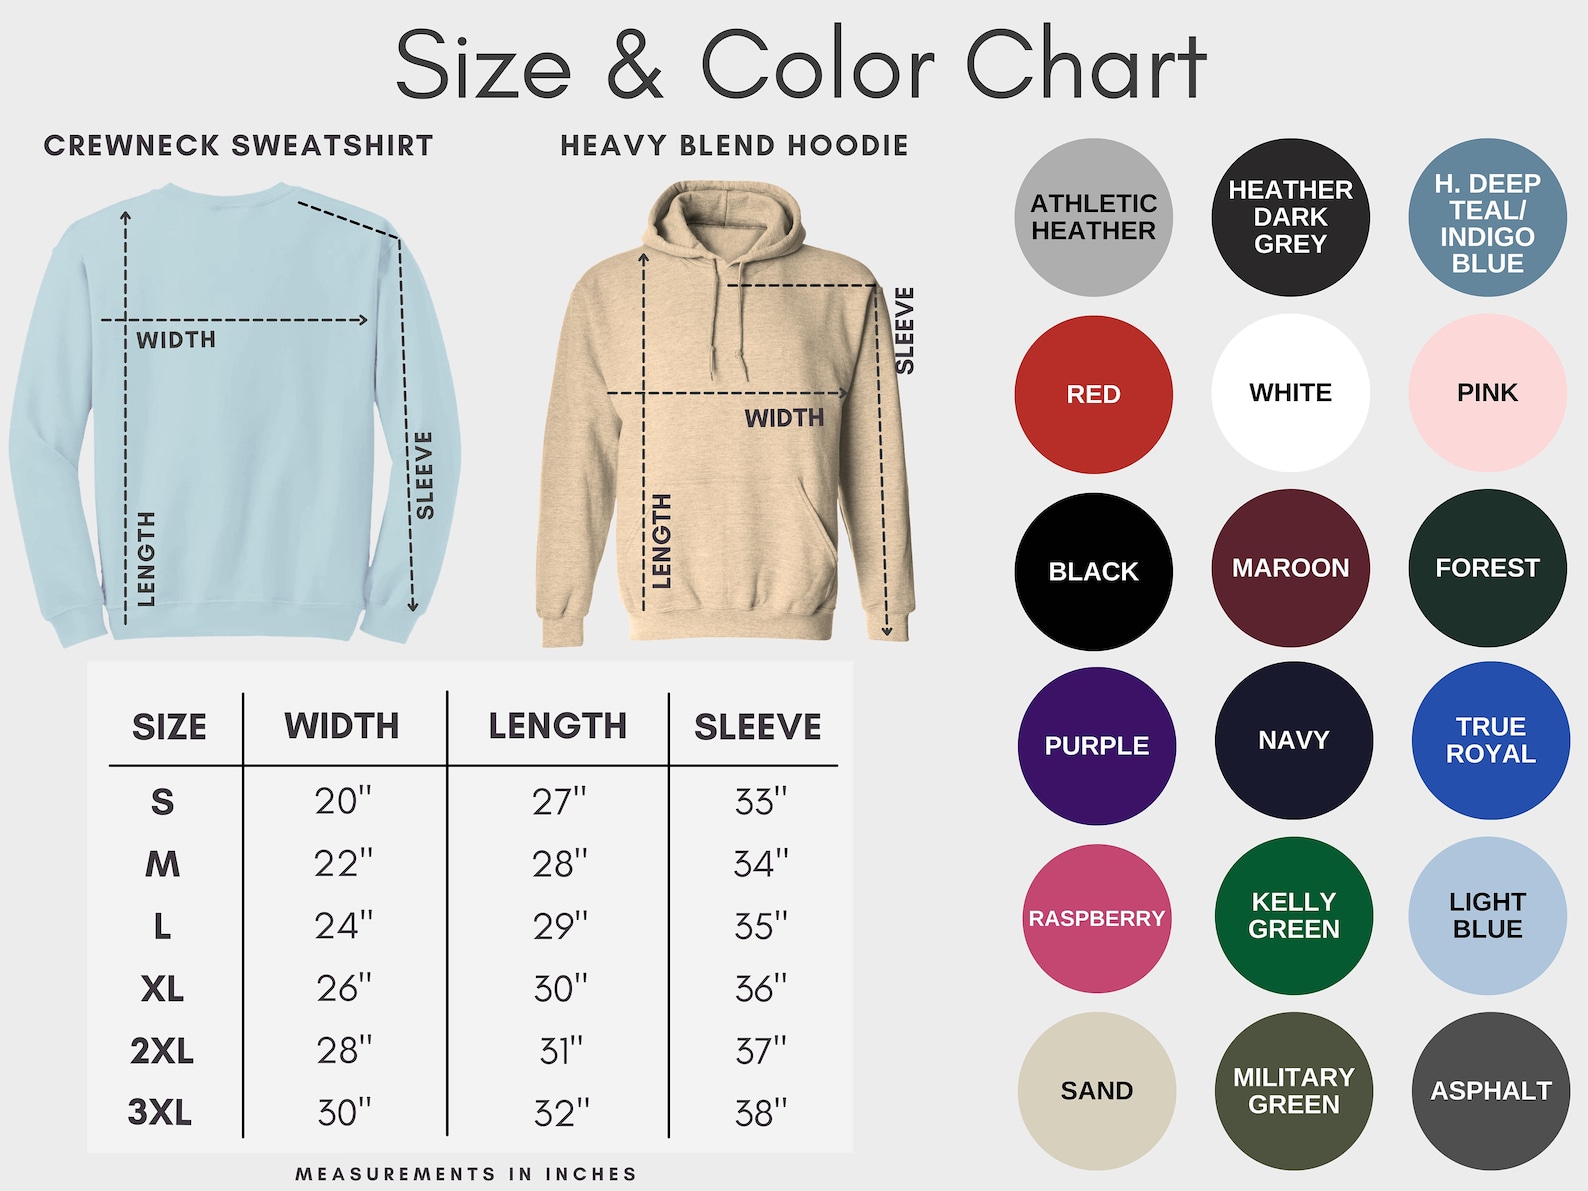 Size & Color Chart
CREWNECK SWEATSHIRT
WIDTH
LENGTH
SLEEVE
HEAVY BLEND HOODIE
SLEEVE
WIDTH
LENGTH
SIZE WIDTH LENGTH SLEEVE
S 20" 27" 33"
M 22" 28" 34"
L 24" 29" 35"
XL 26" 30" 36"
2XL 28" 31" 37"
3XL 30" 32" 38"
MEASUREMENTS IN INCHES
ATHLETIC
HEATHER
HEATHER
DARK
GREY
H. DEEP
TEAL/
INDIGO
BLUE
RED
WHITE
PINK
BLACK
MAROON
FOREST
PURPLE
NAVY
TRUE
ROYAL
RASPBERRY
KELLY
GREEN
LIGHT
BLUE
SAND
MILITARY
GREEN
ASPHALT